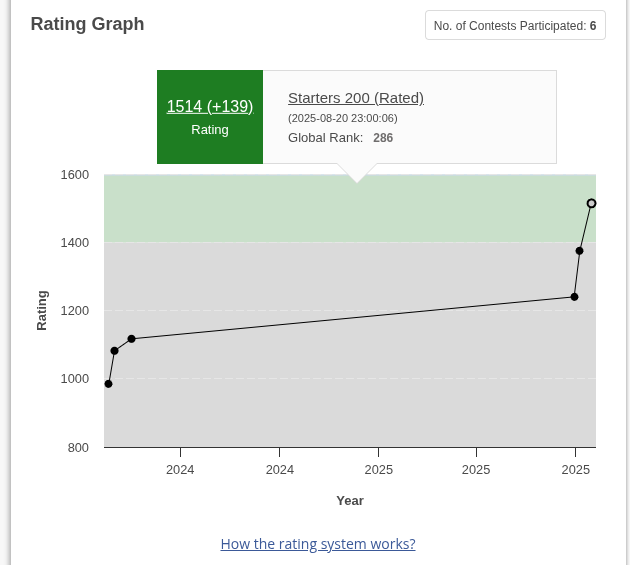 Rating Graph
No. of Contests Participated: 6
1514 (+139)
Rating
Starters 200 (Rated)
(2025-08-20 23:00:06)
Global Rank: 286
1600
1400
1200
1000
800
Rating
2024 2024 2025 2025 2025
Year
How the rating system works?